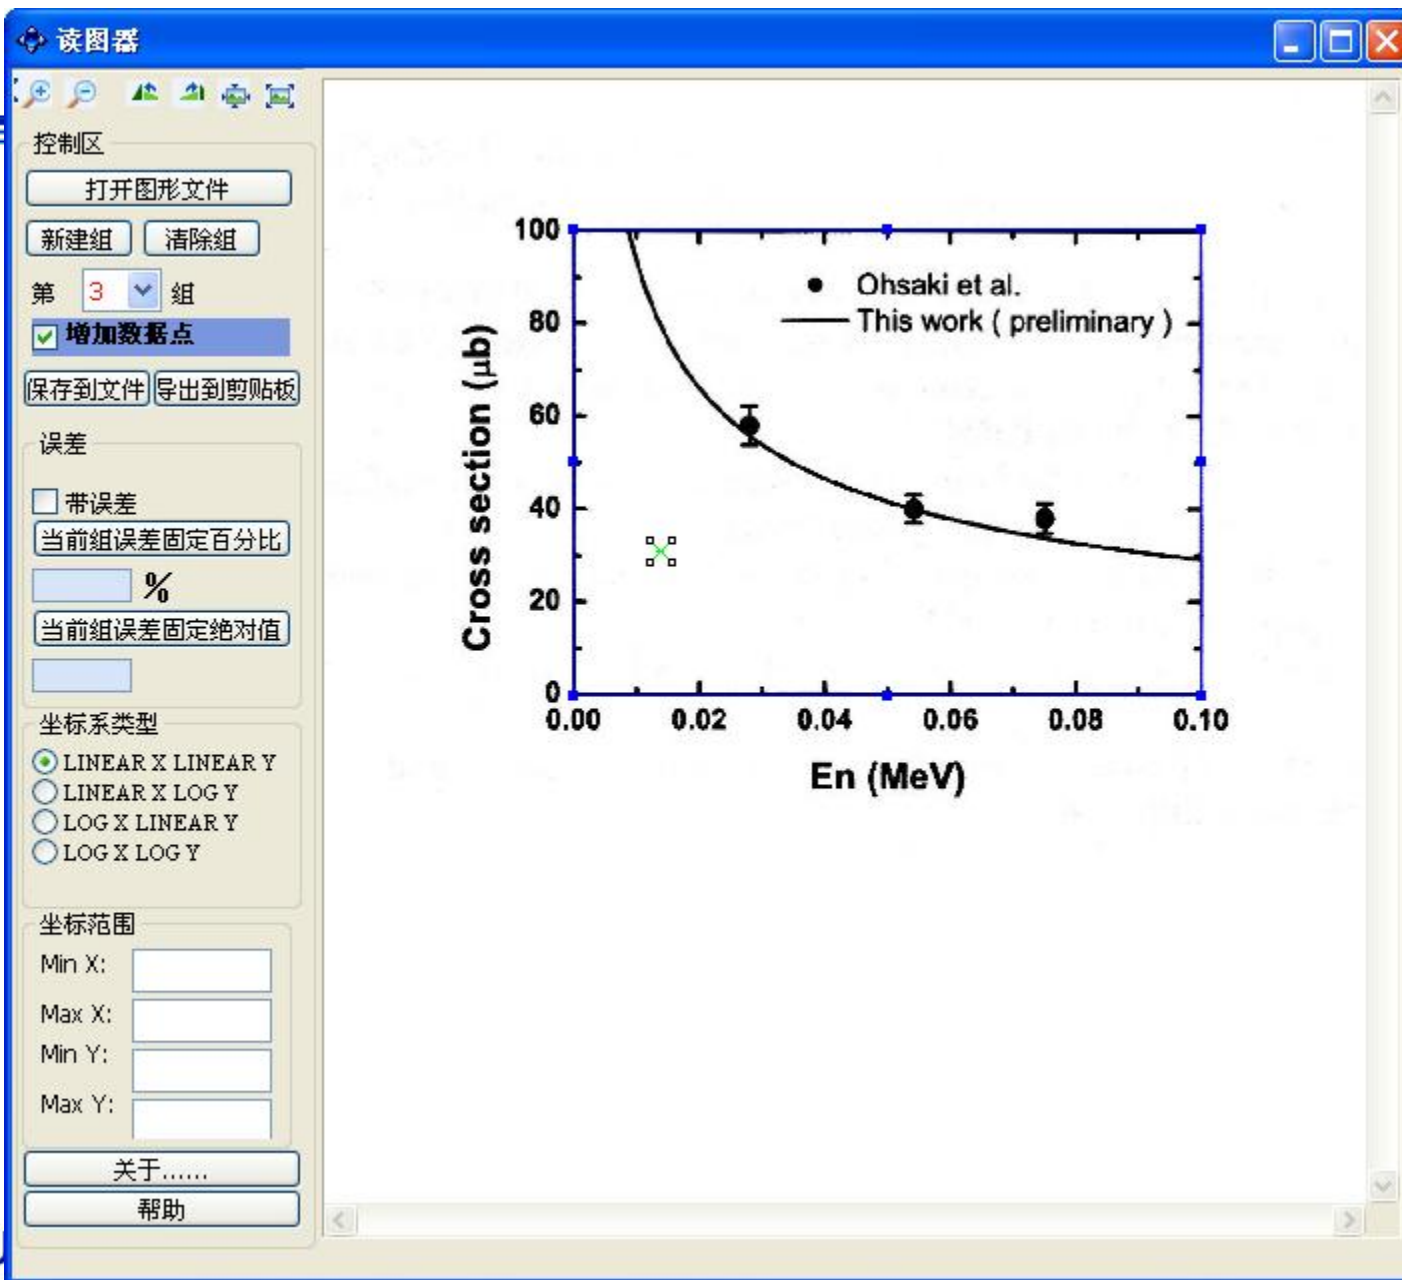 读图器
控制区
打开图形文件
新建组 清除组
第 3 组
增加数据点
保存到文件 导出到剪贴板
误差
带误差
当前组误差固定百分比
%
当前组误差固定绝对值
坐标系类型
LINEAR X LINEAR Y
LINEAR X LOG Y
LOG X LINEAR Y
LOG X LOG Y
坐标范围
Min X:
Max X:
Min Y:
Max Y:
关于......
帮助
100
80
60
40
20
0
Cross section (μb)
Ohsaki et al.
This work ( preliminary )
0.00 0.02 0.04 0.06 0.08 0.10
En (MeV)